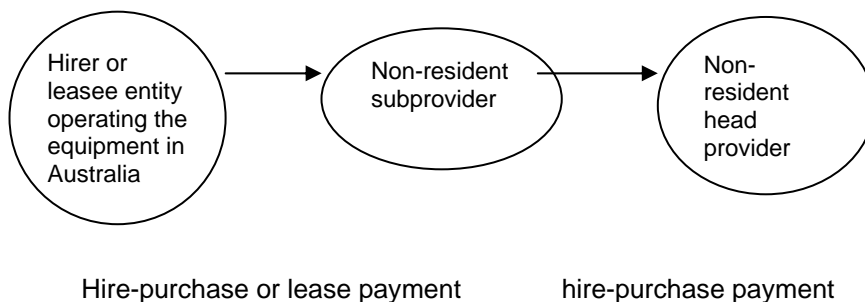 Hirer or
leasee entity
operating the
equipment in
Australia
Non-resident
subprovider
Non-
resident
head
provider
Hire-purchase or lease payment
hire-purchase payment